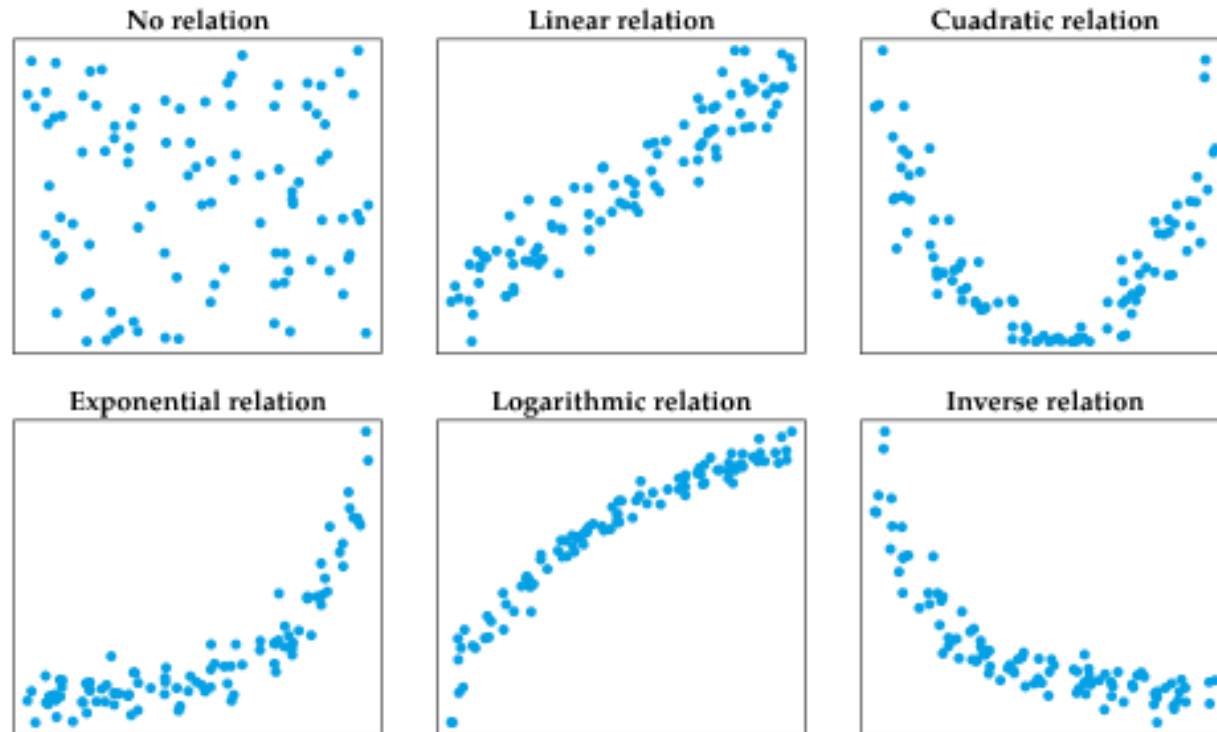 No relation
Linear relation
Cuadratic relation
Exponential relation
Logarithmic relation
Inverse relation